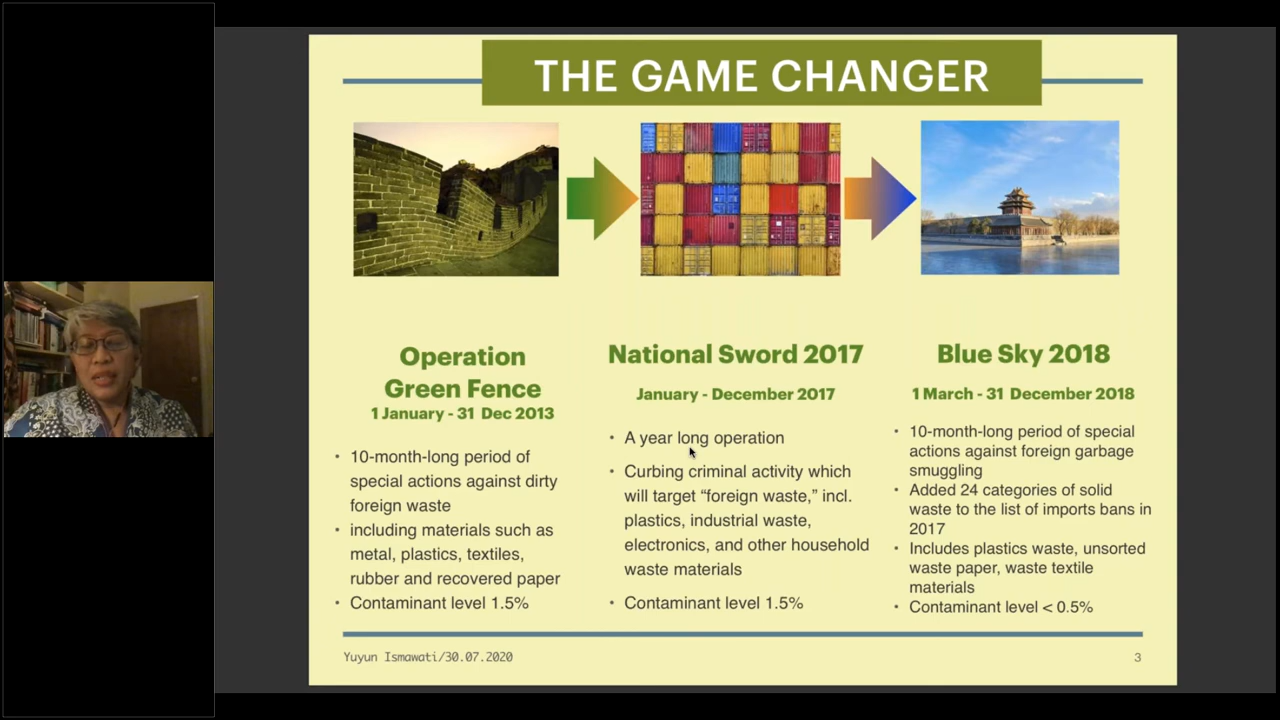 THE GAME CHANGER
Operation
Green Fence
1 January - 31 Dec 2013
• 10-month-long period of
special actions against dirty
foreign waste
• including materials such as
metal, plastics, textiles,
rubber and recovered paper
• Contaminant level 1.5%
National Sword 2017
January - December 2017
• A year long operation
• Curbing criminal activity which
will target “foreign waste,” incl.
plastics, industrial waste,
electronics, and other household
waste materials
• Contaminant level 1.5%
Blue Sky 2018
1 March - 31 December 2018
• 10-month-long period of special
actions against foreign garbage
smuggling
• Added 24 categories of solid
waste to the list of imports bans in
2017
• Includes plastics waste, unsorted
waste paper, waste textile
materials
• Contaminant level < 0.5%
Yuyun Ismawati/30.07.2020
3